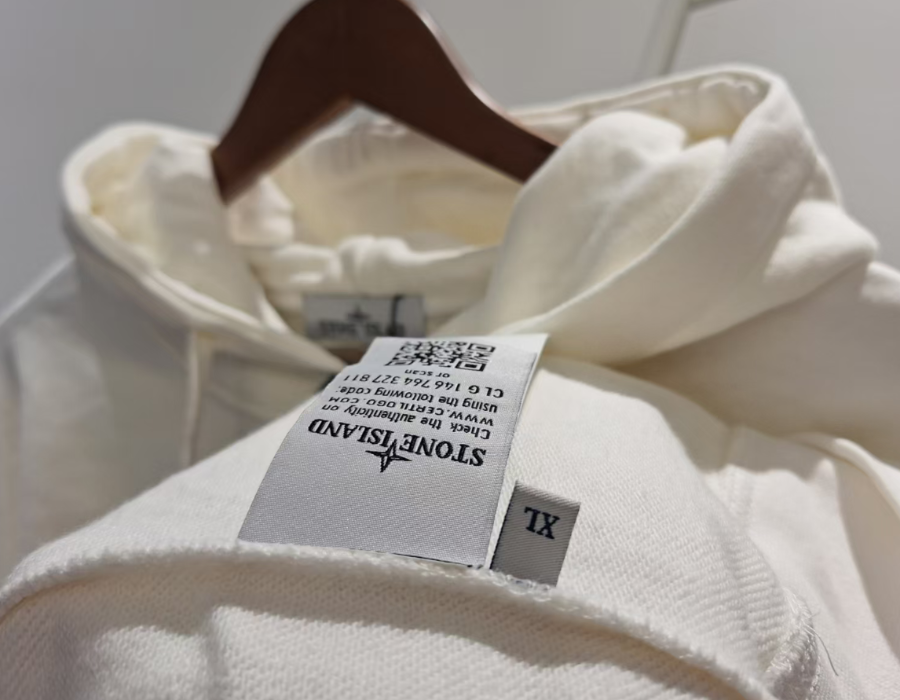 STONE ISLAND
Check the authenticity on
WWW.CERTILOGO.COM
using the following code:
CLG 146 764 327 811
or scan
XL